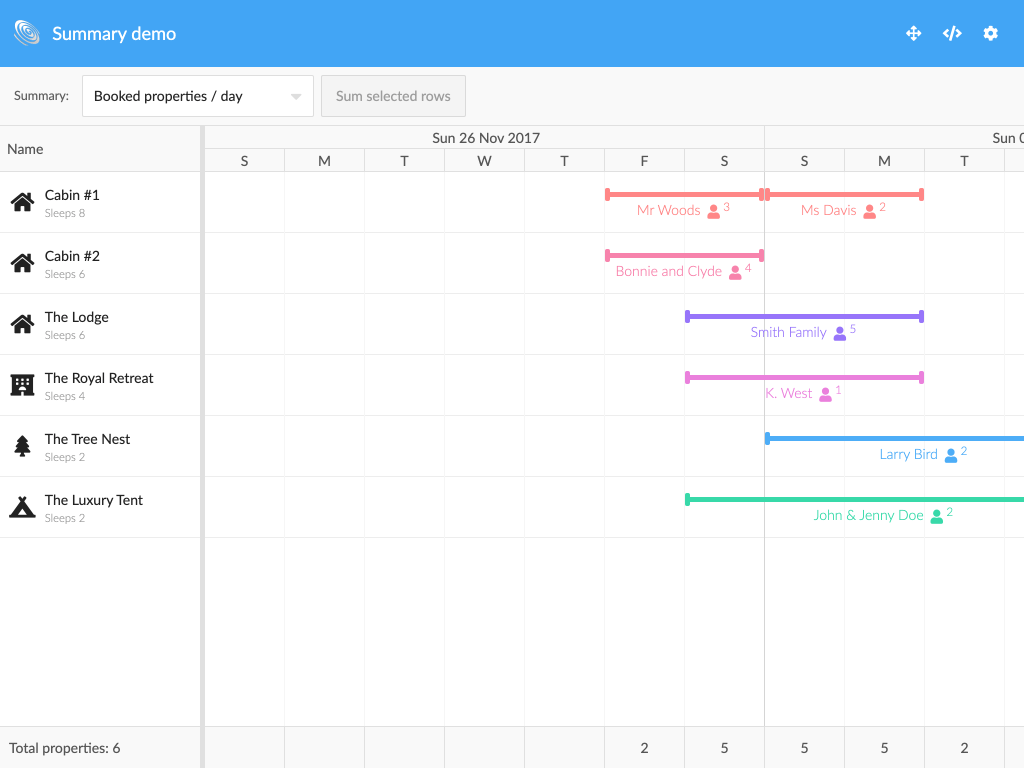 Summary demo
Summary:
Booked properties / day
Sum selected rows
Name
Sun 26 Nov 2017
Sun 0
S M T W T F S S M T
Cabin #1
Sleeps 8
Mr Woods 3
Ms Davis 2
Cabin #2
Sleeps 6
Bonnie and Clyde 4
The Lodge
Sleeps 6
Smith Family 5
The Royal Retreat
Sleeps 4
K. West 1
The Tree Nest
Sleeps 2
Larry Bird 2
The Luxury Tent
Sleeps 2
John & Jenny Doe 2
Total properties: 6
2 5 5 5 2